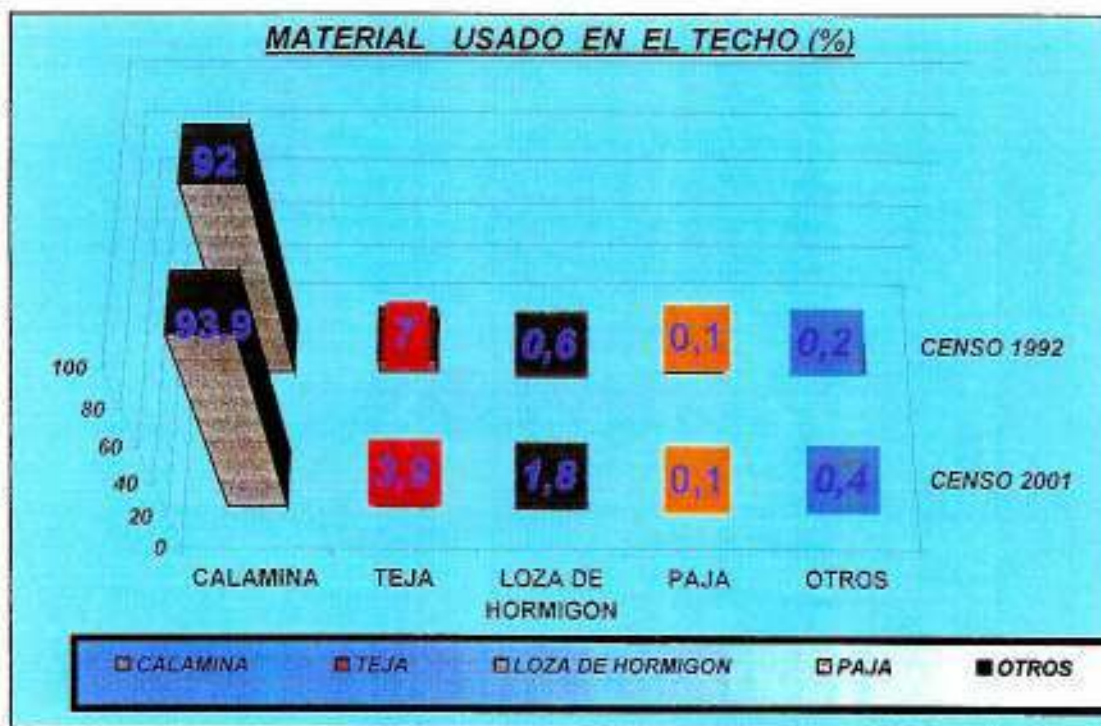 MATERIAL USADO EN EL TECHO (%)
92
93,9
7
0,6
0,1
0,2
CENSO 1992
3,9
1,8
0,1
0,4
CENSO 2001
100
80
60
40
20
0
CALAMINA
TEJA
LOZA DE
HORMIGON
PAJA
OTROS
CALAMINA TEJA LOZA DE HORMIGON PAJA OTROS